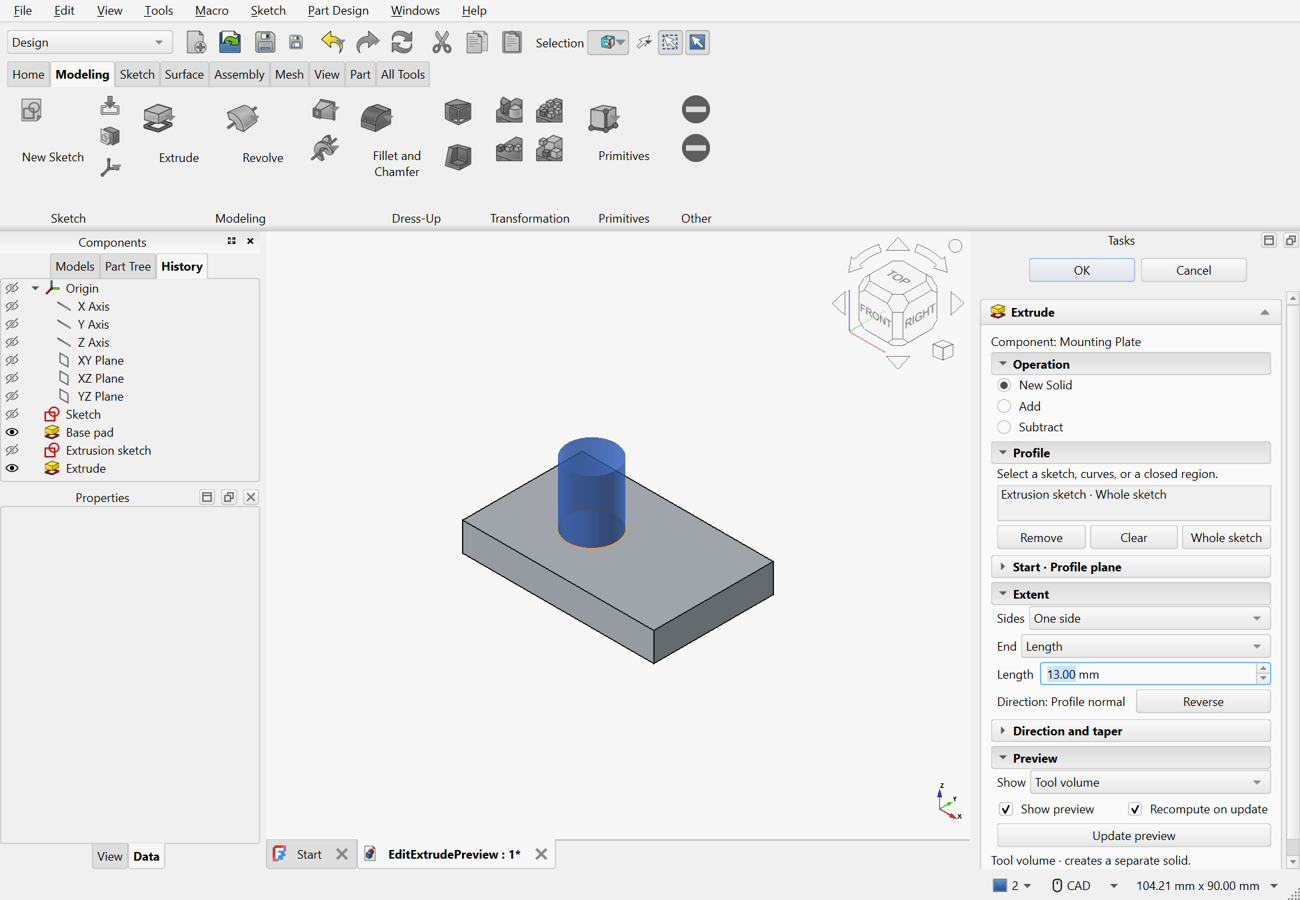 File Edit View Tools Macro Sketch Part Design Windows Help
Design Selection
Home Modeling Sketch Surface Assembly Mesh View Part All Tools
New Sketch Extrude Revolve Fillet and Chamfer Primitives
Sketch Modeling Dress-Up Transformation Primitives Other
Components
Models Part Tree History
Origin
X Axis
Y Axis
Z Axis
XY Plane
XZ Plane
YZ Plane
Sketch
Base pad
Extrusion sketch
Extrude
Properties
View Data
TOP
FRONT RIGHT
Z
Y
X
Start EditExtrudePreview : 1*
Tasks
OK Cancel
Extrude
Component: Mounting Plate
Operation
New Solid
Add
Subtract
Profile
Select a sketch, curves, or a closed region.
Extrusion sketch · Whole sketch
Remove Clear Whole sketch
Start · Profile plane
Extent
Sides One side
End Length
Length 13.00 mm
Direction: Profile normal Reverse
Direction and taper
Preview
Show Tool volume
Show preview Recompute on update
Update preview
Tool volume · creates a separate solid.
2 CAD 104.21 mm x 90.00 mm